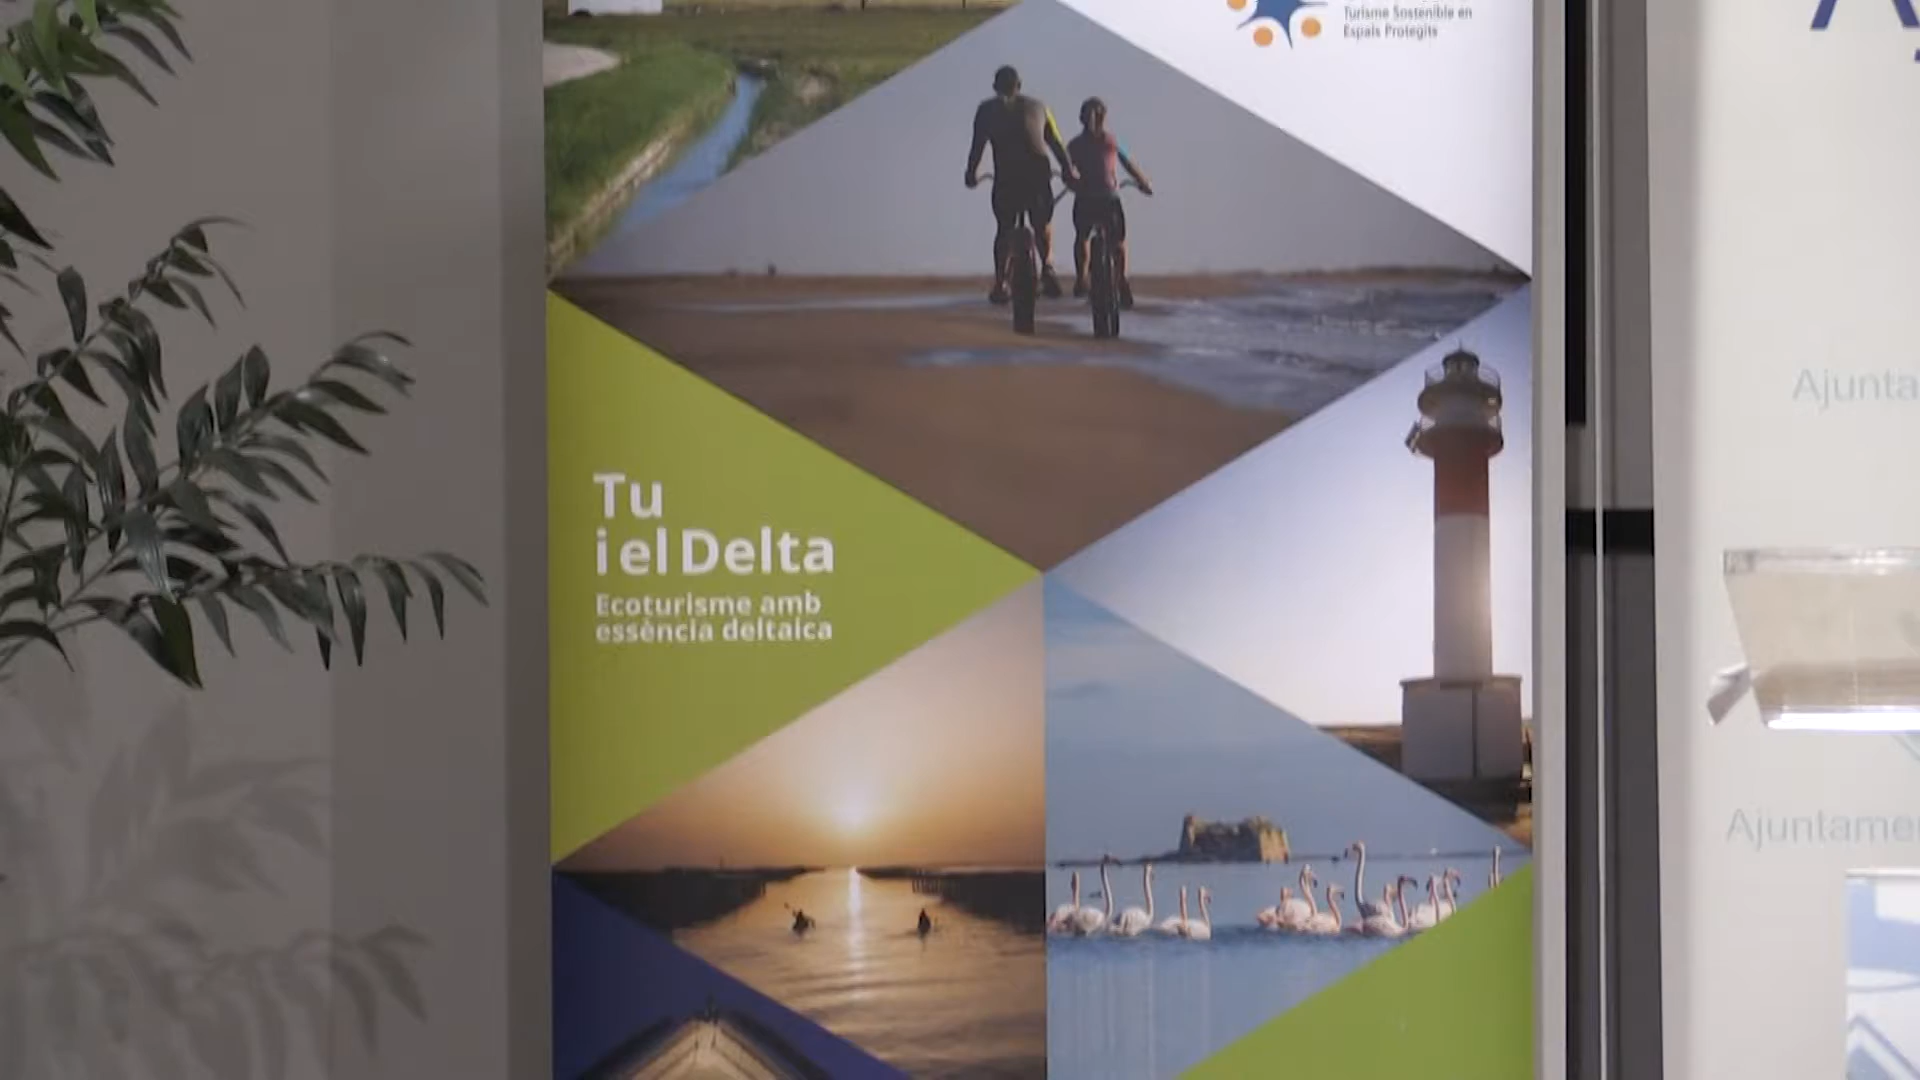 Turisme Sostenible en
Espais Protegits
Tu
i el Delta
Ecoturisme amb
essència deltaica
Ajunta
Ajuntame